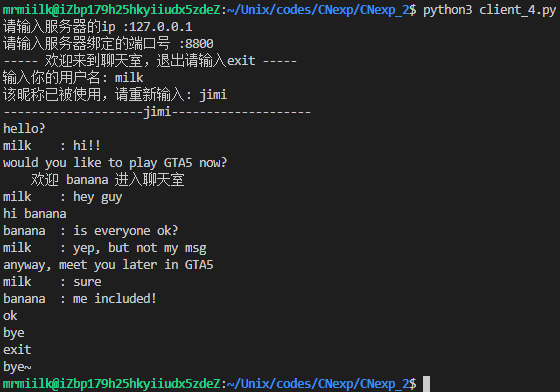 mrmiilk@iZbp179h25hkyiiudx5zdeZ:~/Unix/codes/CNexp/CNexp_2$ python3 client_4.py
请输入服务器的ip :127.0.0.1
请输入服务器绑定的端口号 :8800
----- 欢迎来到聊天室，退出请输入exit -----
输入你的用户名: milk
该昵称已被使用，请重新输入: jimi
--------------------jimi--------------------
hello?
milk    : hi!!
would you like to play GTA5 now?
    欢迎 banana 进入聊天室
milk    : hey guy
hi banana
banana  : is everyone ok?
milk    : yep, but not my msg
anyway, meet you later in GTA5
milk    : sure
banana  : me included!
ok
bye
exit
bye~
mrmiilk@iZbp179h25hkyiiudx5zdeZ:~/Unix/codes/CNexp/CNexp_2$